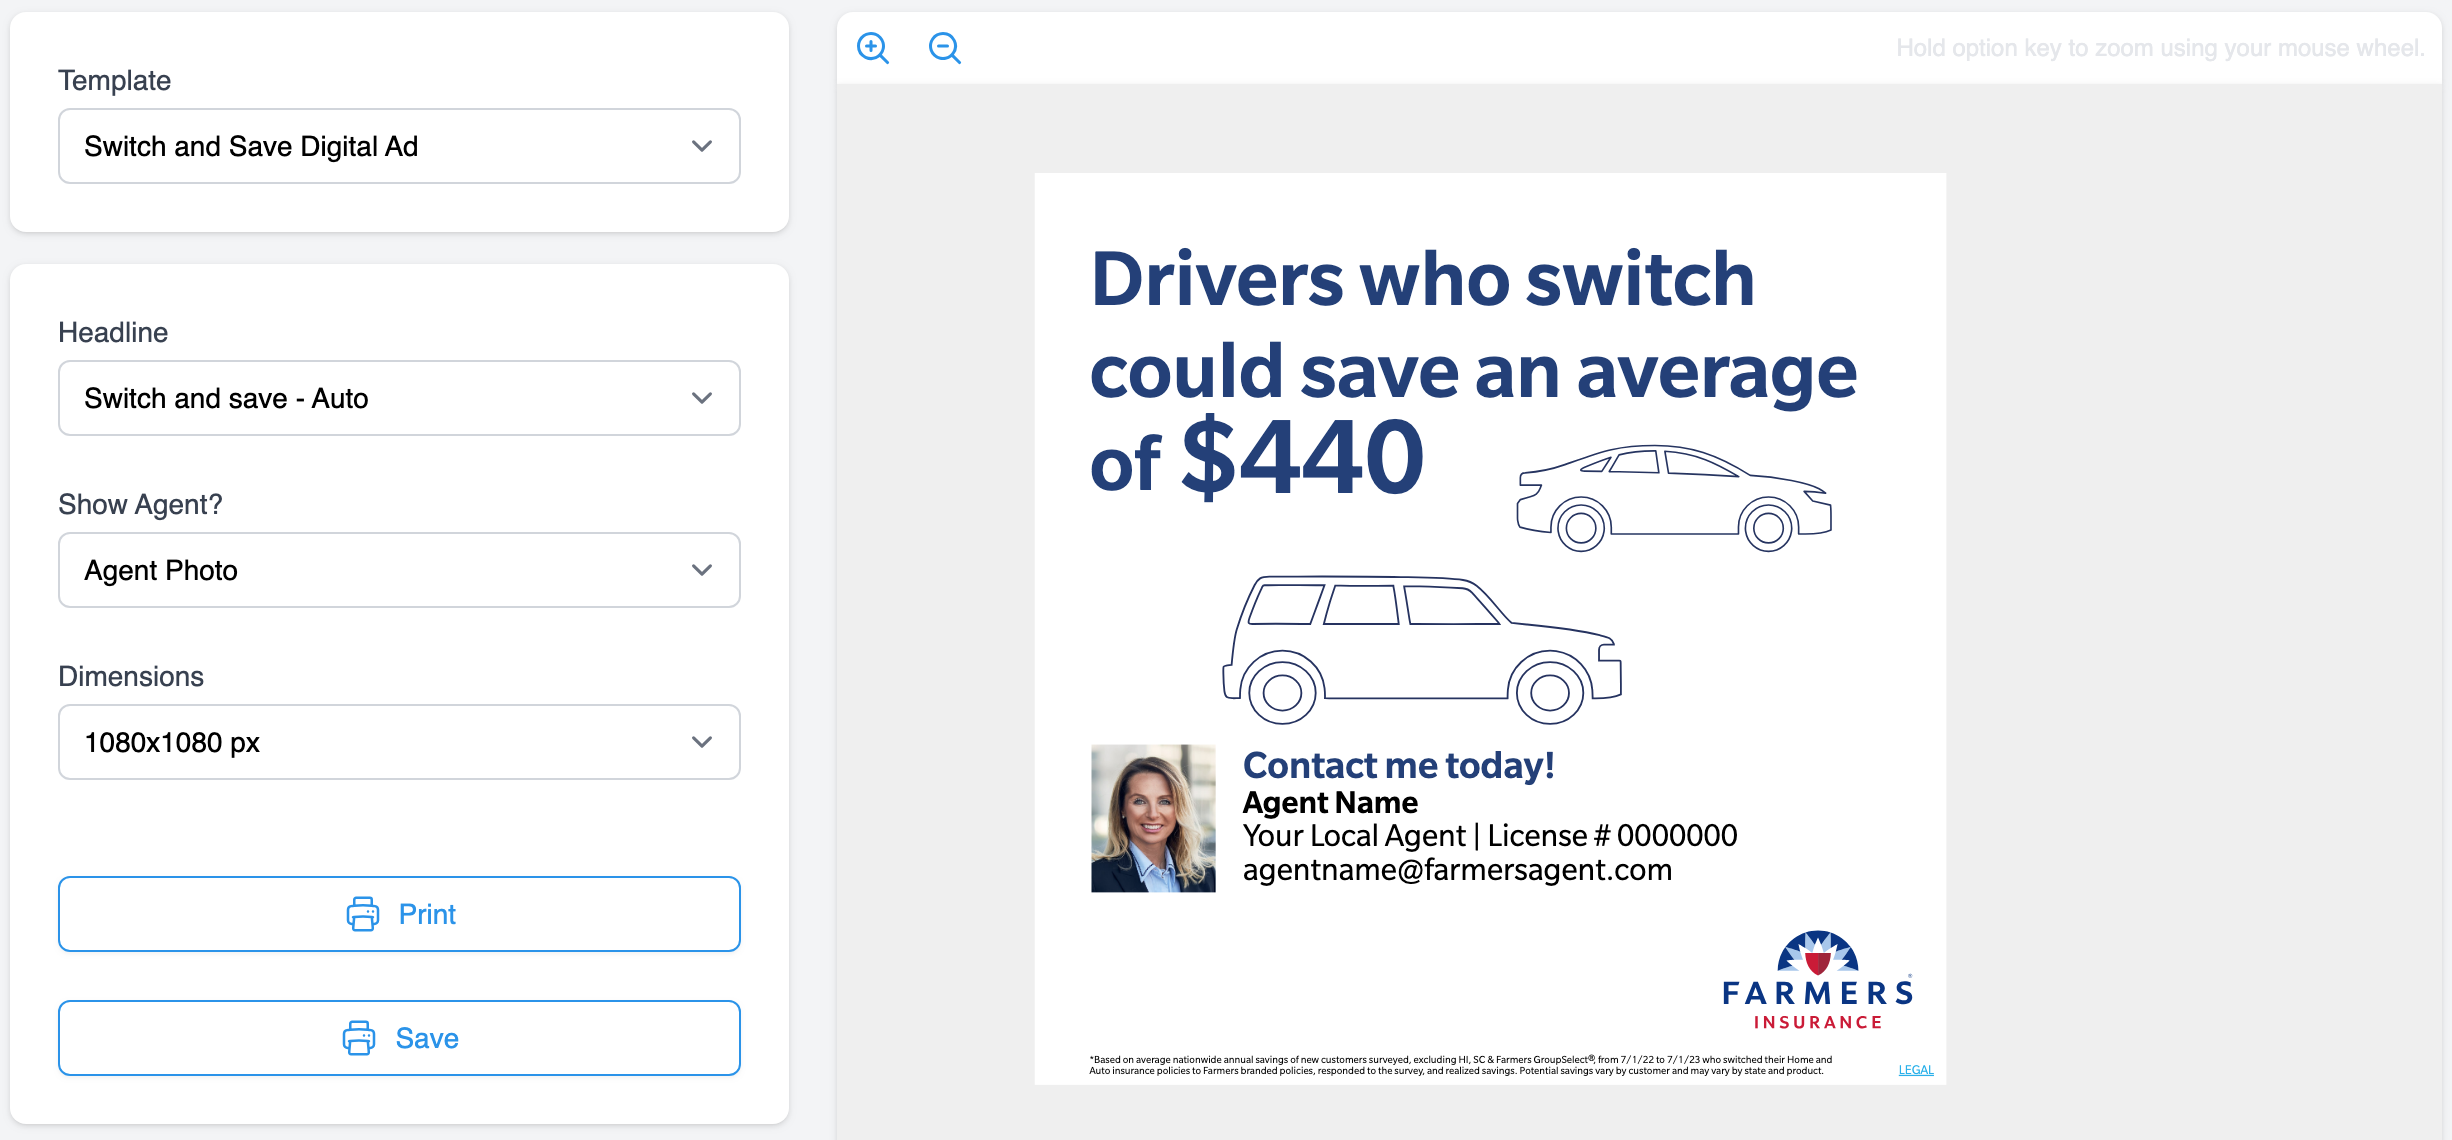 Template
Switch and Save Digital Ad
Headline
Switch and save - Auto
Show Agent?
Agent Photo
Dimensions
1080x1080 px
Print
Save
Hold option key to zoom using your mouse wheel.
Drivers who switch
could save an average
of $440
Contact me today!
Agent Name
Your Local Agent | License # 0000000
agentname@farmersagent.com
FARMERS®
INSURANCE
*Based on average nationwide annual savings of new customers surveyed, excluding HI, SC & Farmers GroupSelect®, from 7/1/22 to 7/1/23 who switched their Home and
Auto insurance policies to Farmers branded policies, responded to the survey, and realized savings. Potential savings vary by customer and may vary by state and product.
LEGAL